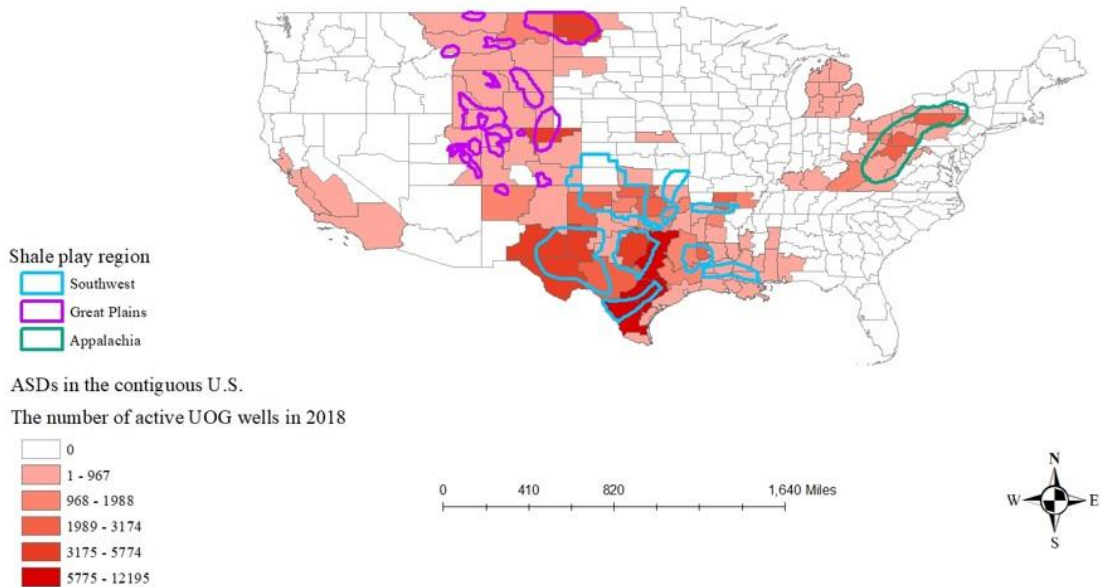 Shale play region
Southwest
Great Plains
Appalachia
ASDs in the contiguous U.S.
The number of active UOG wells in 2018
0
1 - 967
968 - 1988
1989 - 3174
3175 - 5774
5775 - 12195
0 410 820 1,640 Miles
N
W E
S